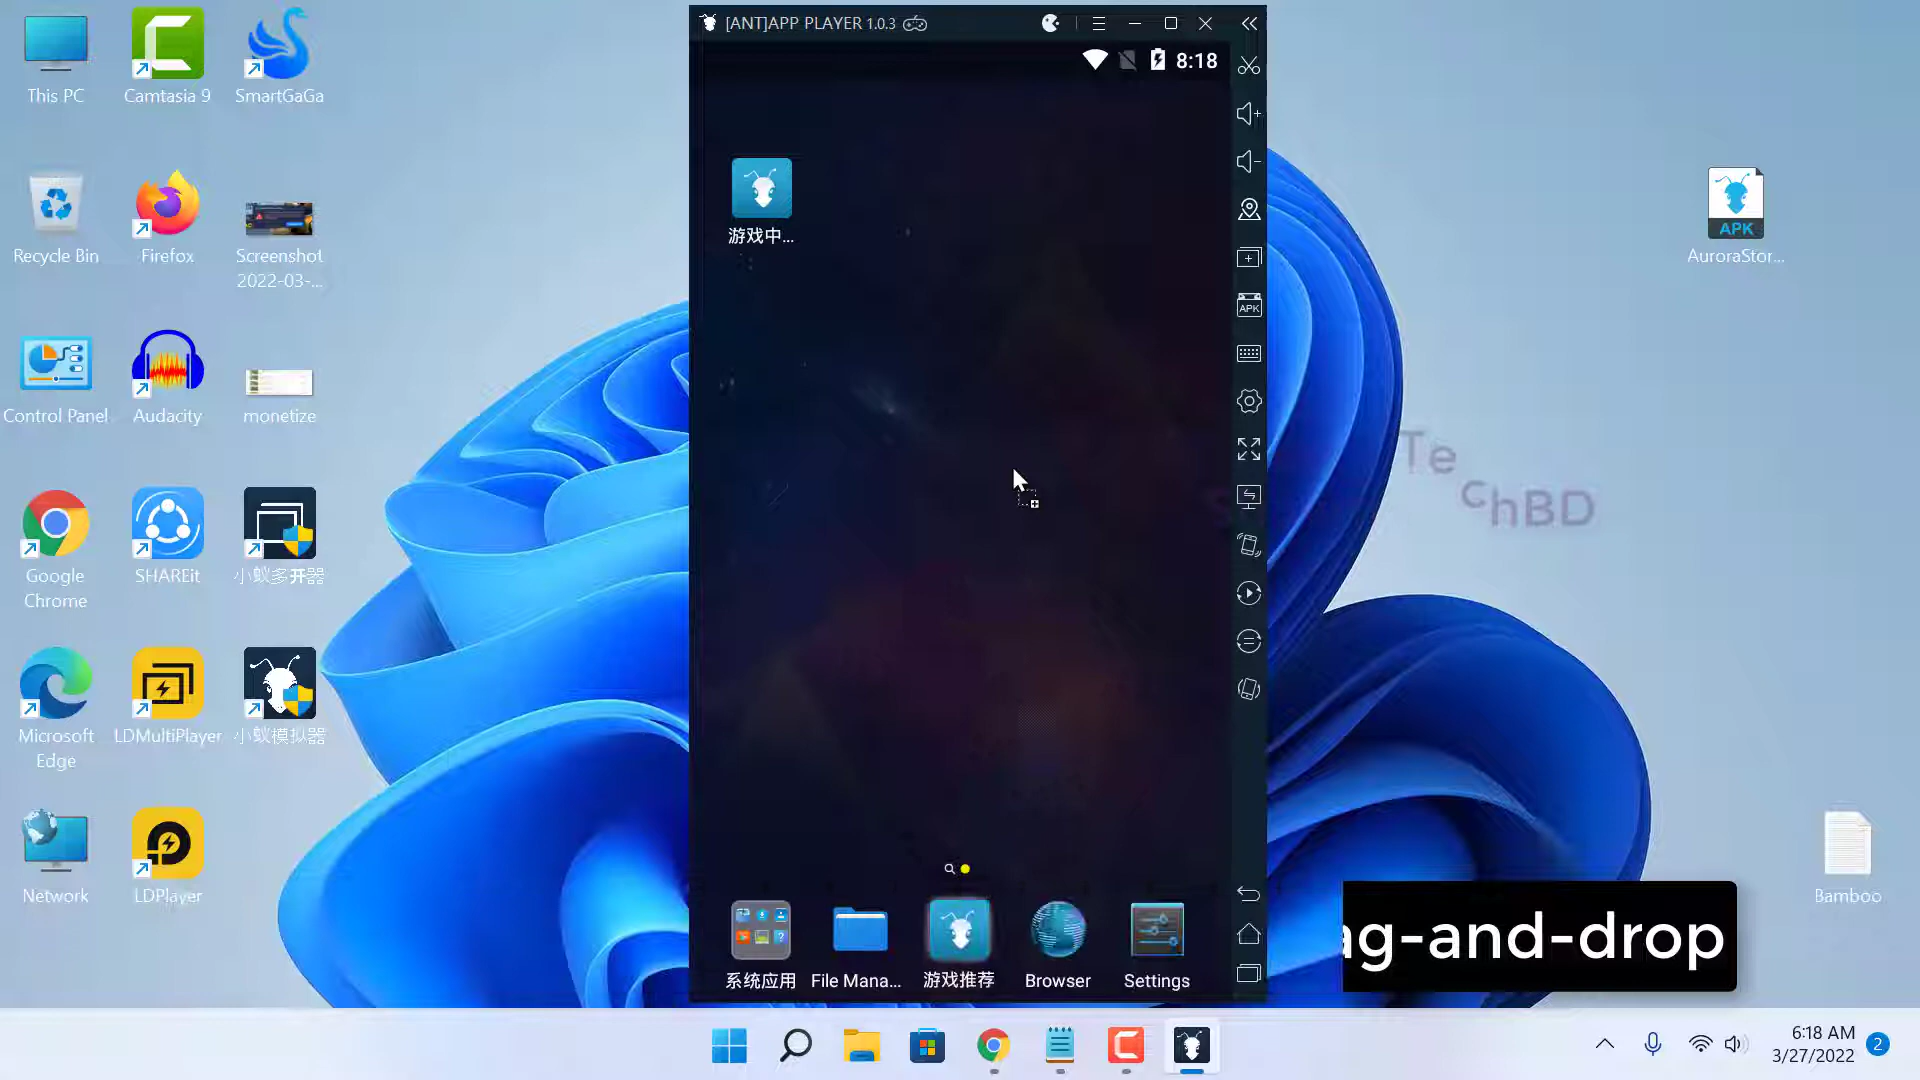 This PC
Camtasia 9
SmartGaGa
Recycle Bin
Firefox
Screenshot
2022-03-...
Control Panel
Audacity
monetize
Google
Chrome
SHAREit
小蚁多开器
Microsoft
Edge
LDMultiPlayer
小蚁模拟器
Network
LDPlayer
[ANT]APP PLAYER 1.0.3
8:18
游戏中...
APK
系统应用
File Mana...
游戏推荐
Browser
Settings
APK
AuroraStor...
Te
chBD
Bamboo
ag-and-drop
6:18 AM
3/27/2022
2